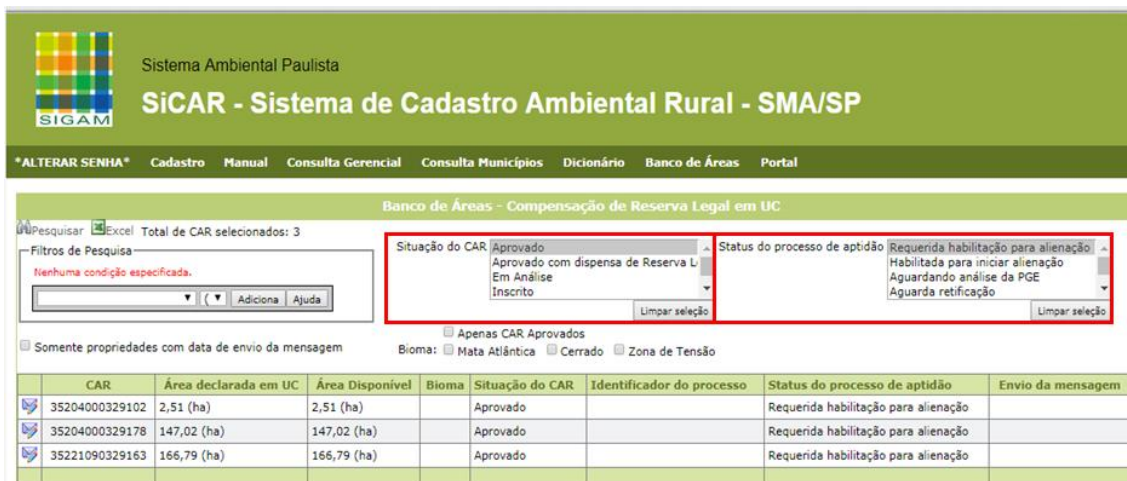 Sistema Ambiental Paulista
SiCAR - Sistema de Cadastro Ambiental Rural - SMA/SP
SIGAM
*ALTERAR SENHA* Cadastro Manual Consulta Gerencial Consulta Municípios Dicionário Banco de Áreas Portal
Banco de Áreas - Compensação de Reserva Legal em UC
Pesquisar Excel Total de CAR selecionados: 3
Filtros de Pesquisa
Nenhuma condição especificada.
( Adiciona Ajuda
Situação do CAR Aprovado
Aprovado com dispensa de Reserva L
Em Análise
Inscrito
Limpar seleção
Status do processo de aptidão Requerida habilitação para alienação
Habilitada para iniciar alienação
Aguardando análise da PGE
Aguarda retificação
Limpar seleção
Apenas CAR Aprovados
Somente propriedades com data de envio da mensagem Bioma: Mata Atlântica Cerrado Zona de Tensão
CAR Área declarada em UC Área Disponível Bioma Situação do CAR Identificador do processo Status do processo de aptidão Envio da mensagem
35204000329102 2,51 (ha) 2,51 (ha) Aprovado Requerida habilitação para alienação
35204000329178 147,02 (ha) 147,02 (ha) Aprovado Requerida habilitação para alienação
35221090329163 166,79 (ha) 166,79 (ha) Aprovado Requerida habilitação para alienação